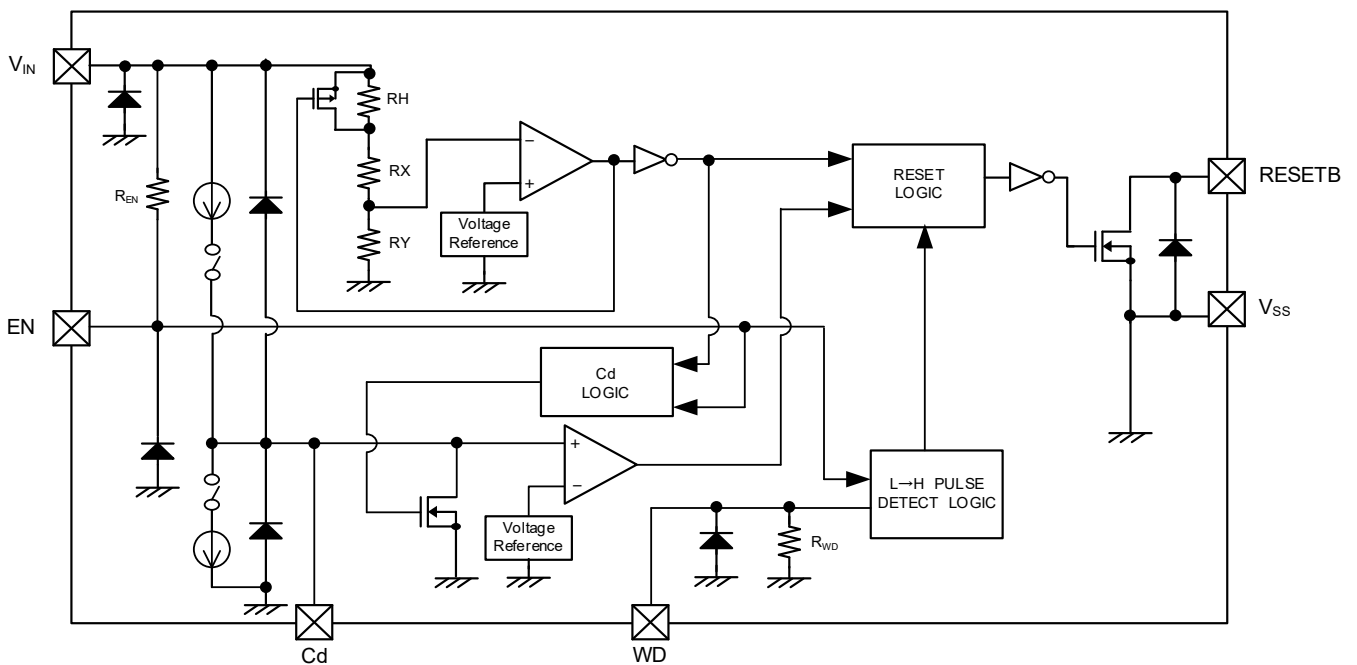 VIN
RH
RX
−
+
RY
Voltage
Reference
RESET
LOGIC
RESETB
REN
EN
VSS
Cd
LOGIC
+
−
Voltage
Reference
L→H PULSE
DETECT LOGIC
RWD
Cd
WD